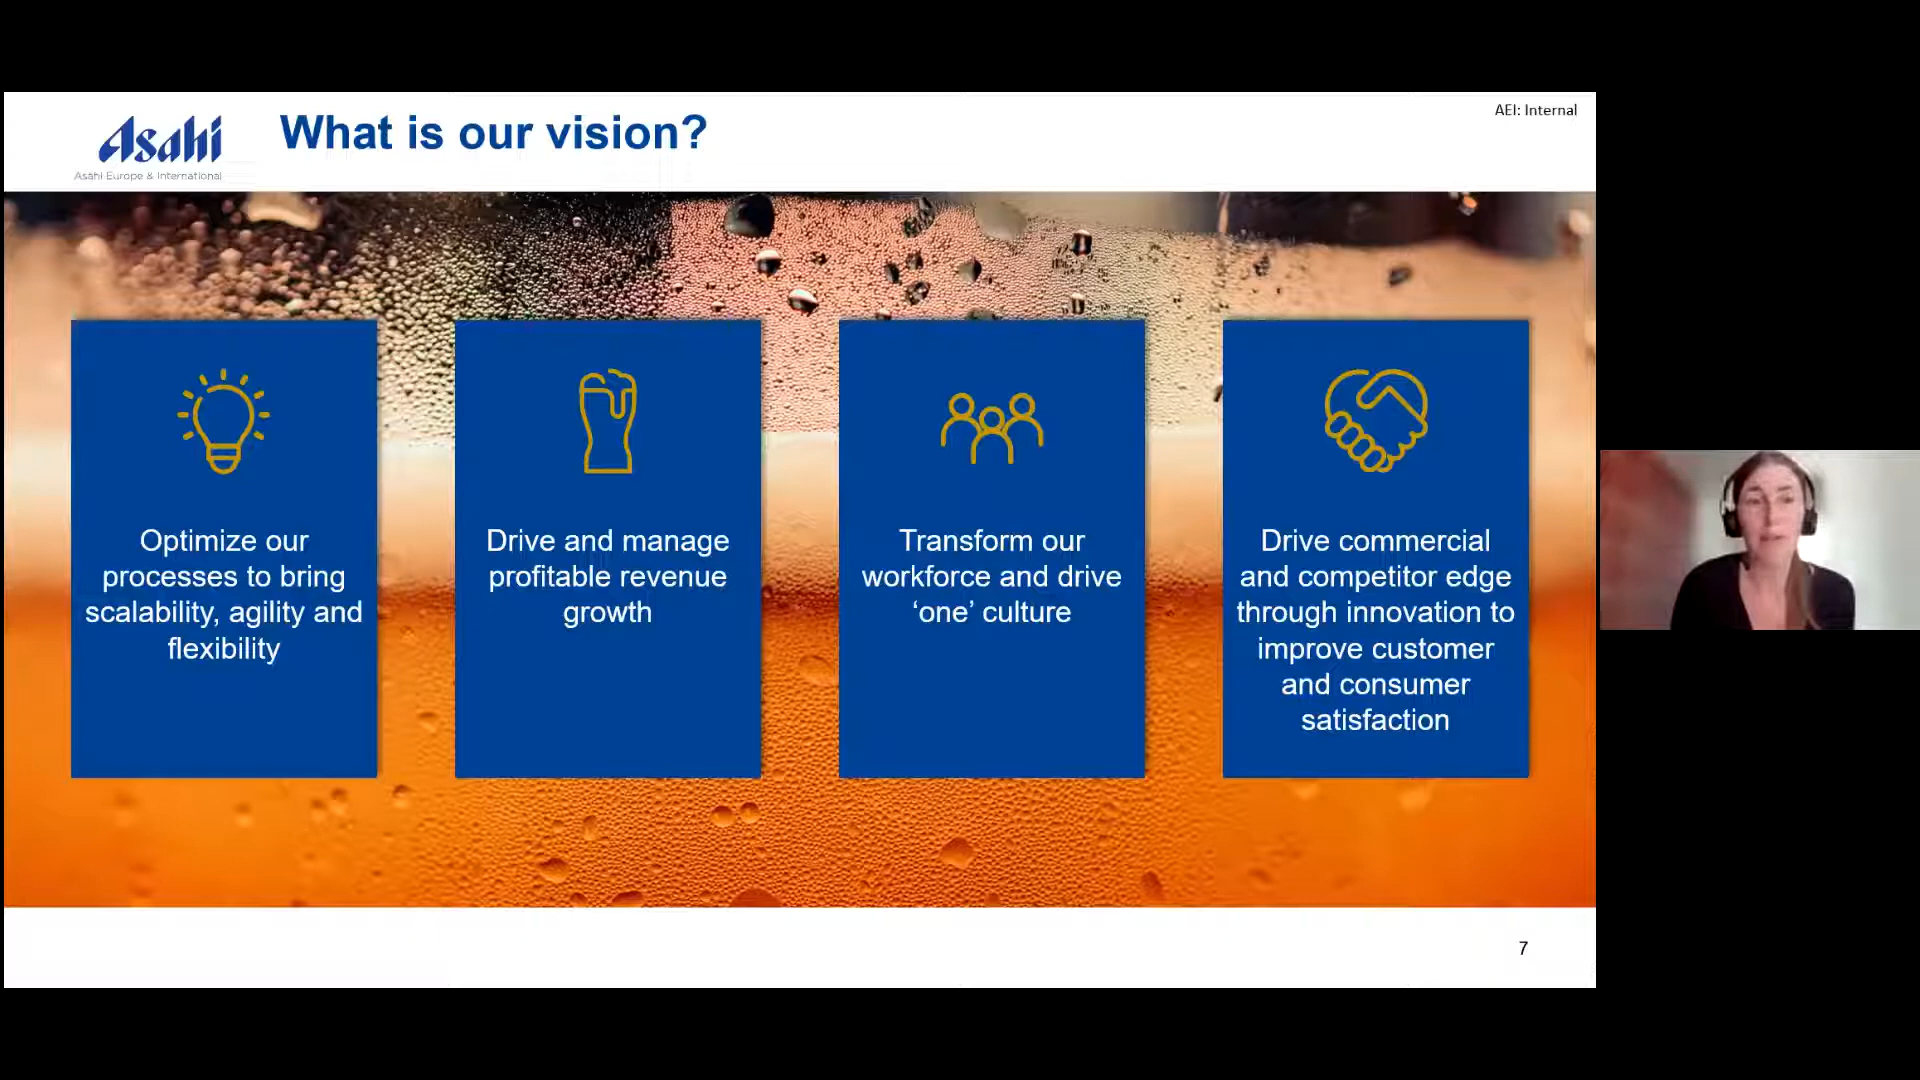 AEI: Internal
Asahi
Asahi Europe & International
What is our vision?
Optimize our
processes to bring
scalability, agility and
flexibility
Drive and manage
profitable revenue
growth
Transform our
workforce and drive
‘one’ culture
Drive commercial
and competitor edge
through innovation to
improve customer
and consumer
satisfaction
7